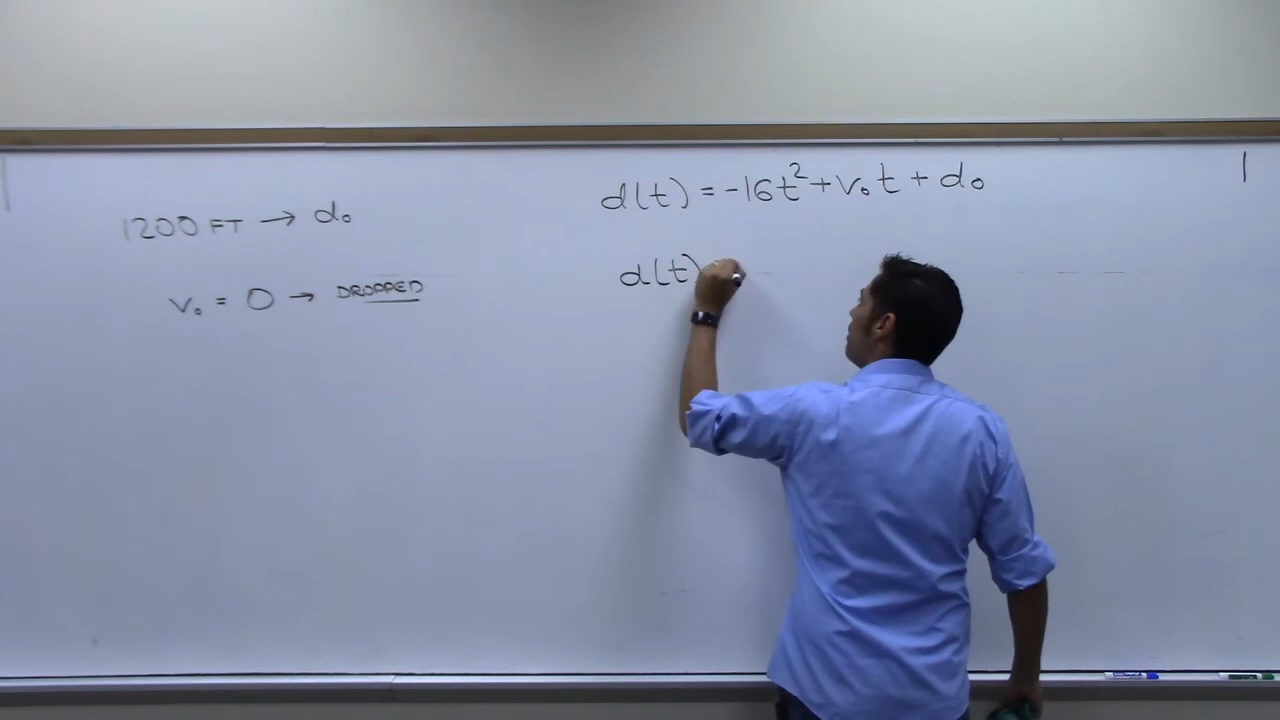 1200 FT → d₀
v₀ = 0 → DROPPED
d(t) = -16t² + v₀t + d₀
d(t)